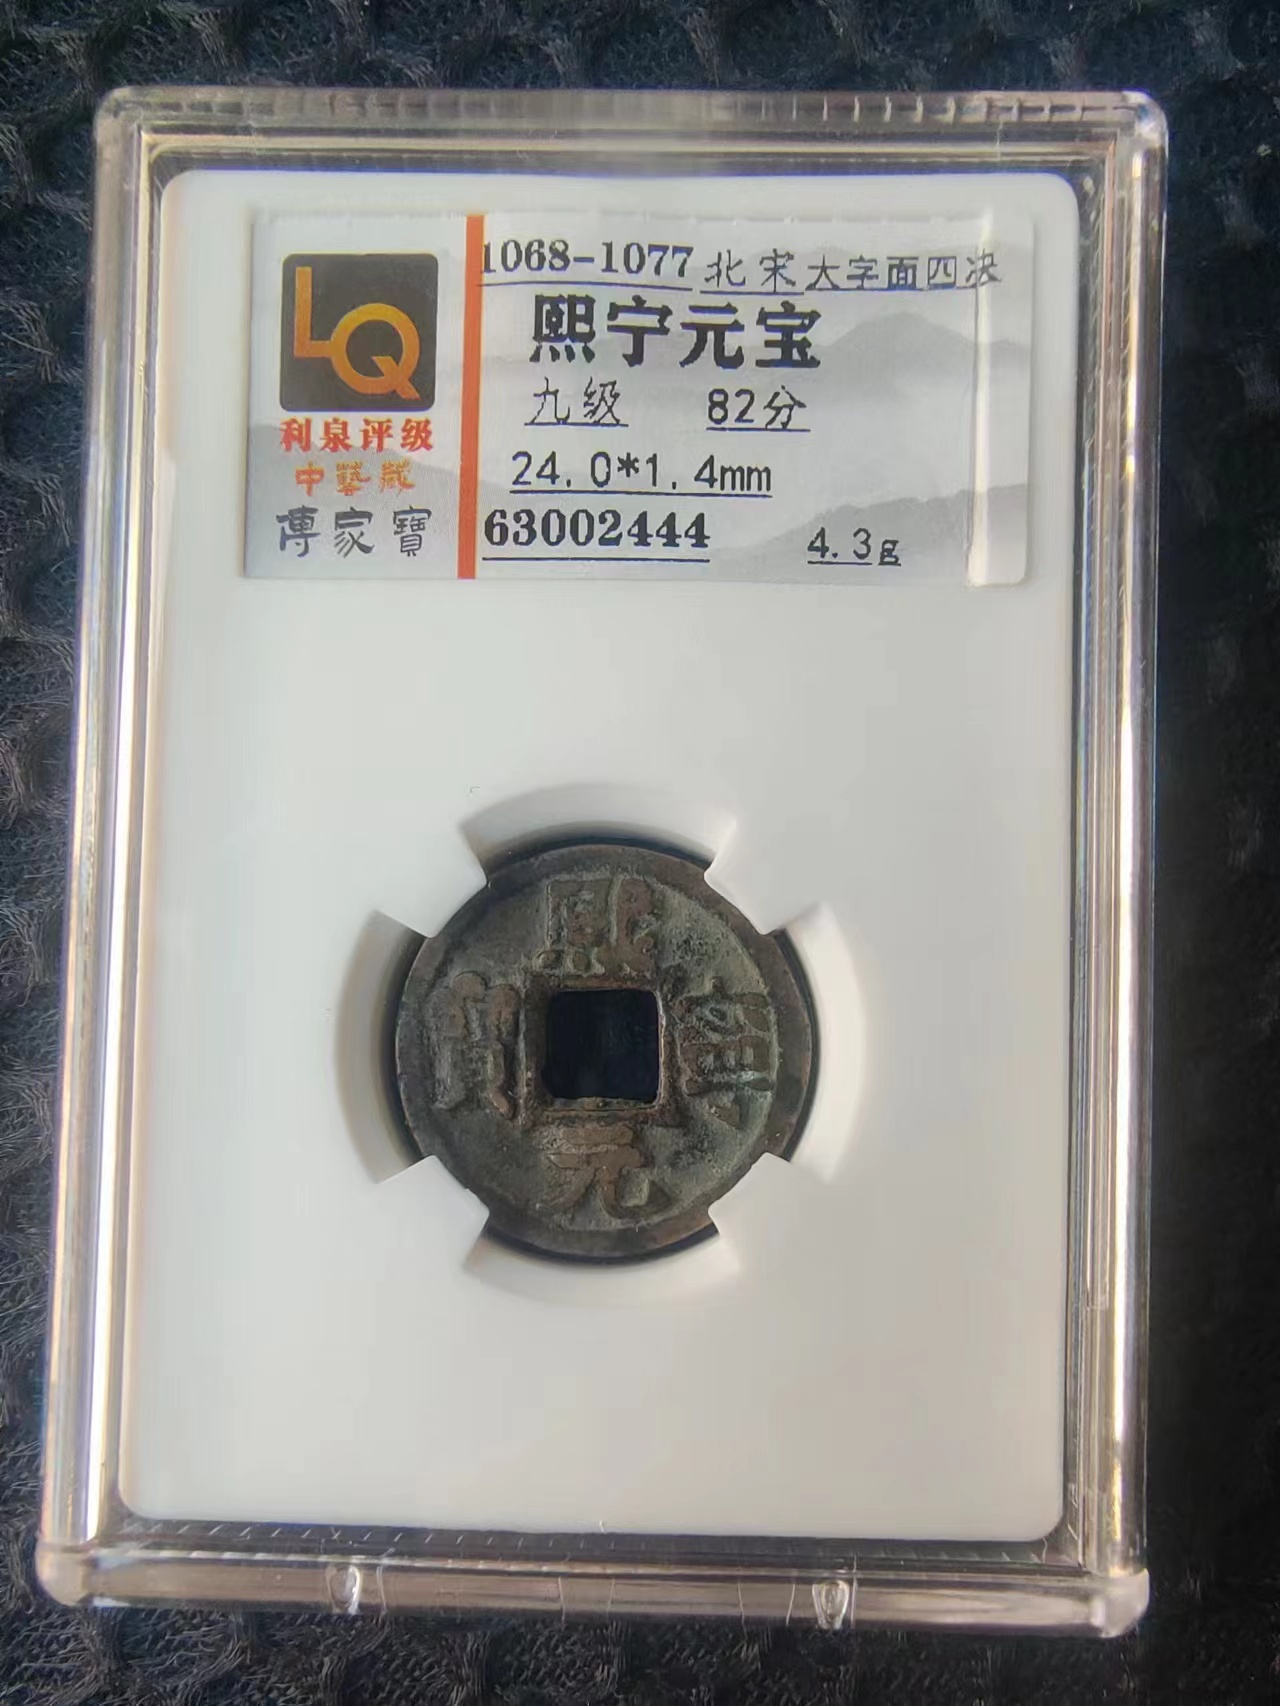 LQ
利泉评级
中藝藏
傳家寶
1068-1077 北宋 大字面四决
熙宁元宝
九级 82分
24.0*1.4mm
63002444 4.3g
熙
寧
元
寳